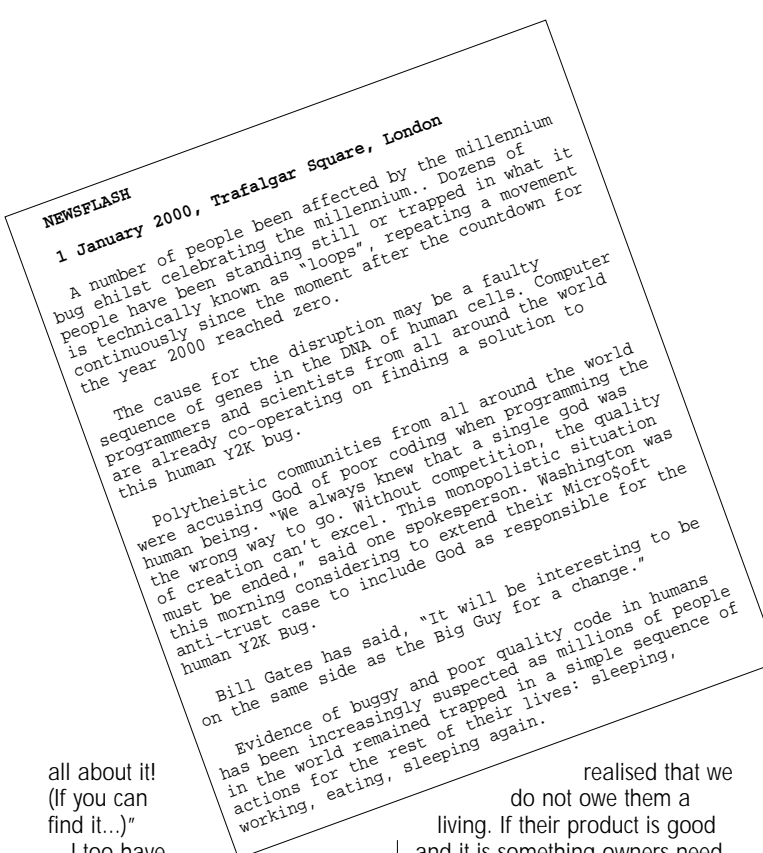 NEWSFLASH
1 January 2000, Trafalgar Square, London
A number of people been affected by the millennium
bug ehilst celebrating the millennium.. Dozens of
people have been standing still or trapped in what it
is technically known as “loops”, repeating a movement
continuously since the moment after the countdown for
the year 2000 reached zero.
The cause for the disruption may be a faulty
sequence of genes in the DNA of human cells. Computer
programmers and scientists from all around the world
are already co-operating on finding a solution to
this human Y2K bug.
Polytheistic communities from all around the world
were accusing God of poor coding when programming the
human being. “We always knew that a single god was
the wrong way to go. Without competition, the quality
of creation can’t excel. This monopolistic situation
must be ended,” said one spokesperson. Washington was
this morning considering to extend their Micro$oft
anti-trust case to include God as responsible for the
human Y2K Bug.
Bill Gates has said, “It will be interesting to be
on the same side as the Big Guy for a change.”
Evidence of buggy and poor quality code in humans
has been increasingly suspected as millions of people
in the world remained trapped in a simple sequence of
actions for the rest of their lives: sleeping,
working, eating, sleeping again.
all about it!
(If you can
find it...)”
I too have
realised that we
do not owe them a
living. If their product is good
and it is something owners need